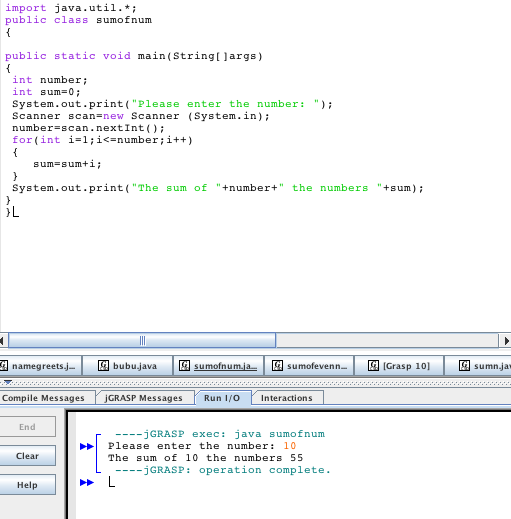 import java.util.*;
public class sumofnum
{
public static void main(String[]args)
{
int number;
int sum=0;
System.out.print("Please enter the number: ");
Scanner scan=new Scanner (System.in);
number=scan.nextInt();
for(int i=1;i<=number;i++)
{
sum=sum+i;
}
System.out.print("The sum of "+number+" the numbers "+sum);
}
}
namegreets.j... bubu.java sumofnum.ja... sumofevenn... [Grasp 10] sumn.jav
Compile Messages jGRASP Messages Run I/O Interactions
End
Clear
Help
----jGRASP exec: java sumofnum
Please enter the number: 10
The sum of 10 the numbers 55
----jGRASP: operation complete.